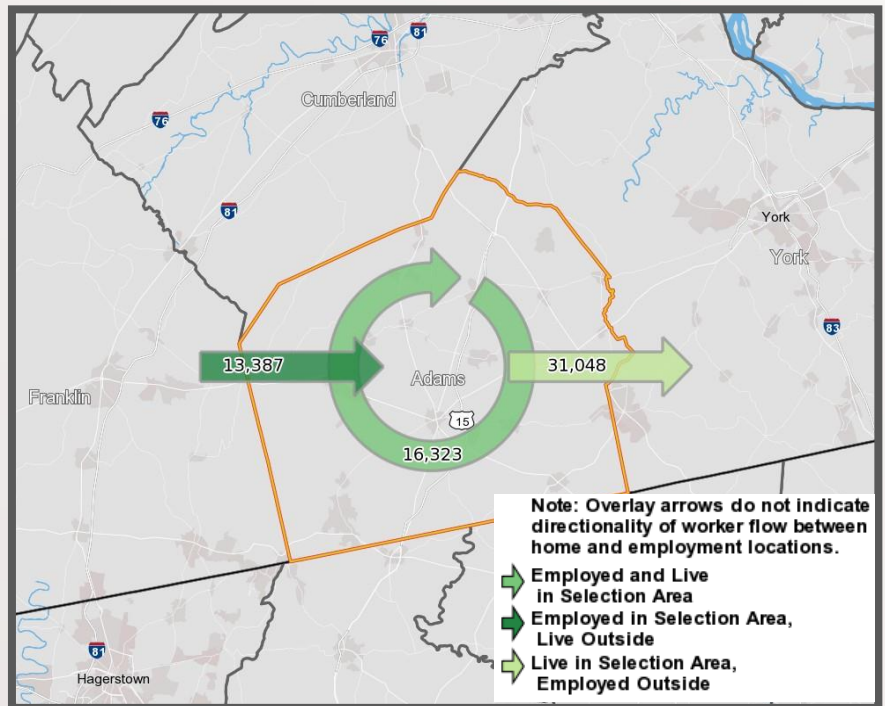 81
76
Cumberland
76
81
York
York
83
13,387
31,048
Adams
Franklin
15
16,323
Note: Overlay arrows do not indicate
directionality of worker flow between
home and employment locations.
Employed and Live
in Selection Area
Employed in Selection Area,
Live Outside
Live in Selection Area,
Employed Outside
81
Hagerstown